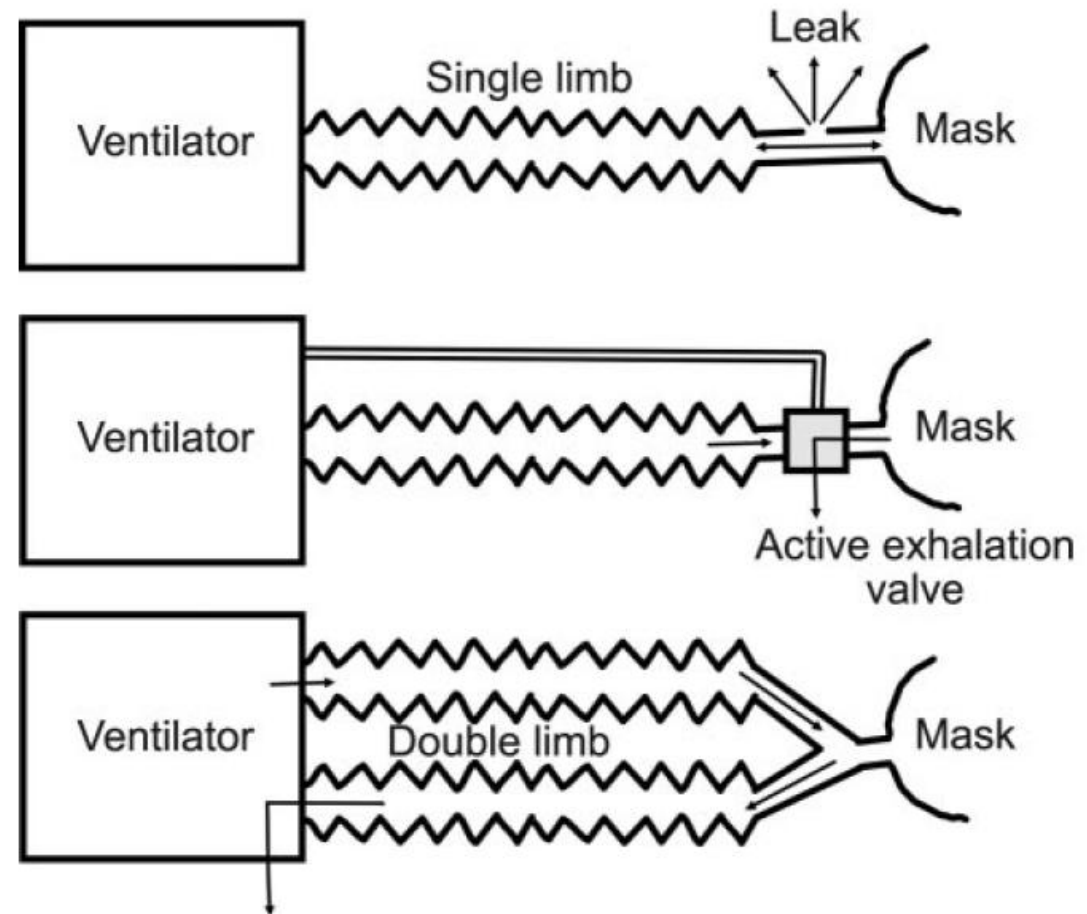 Leak
Single limb
Ventilator
Mask
Ventilator
Mask
Active exhalation
valve
Ventilator
Double limb
Mask